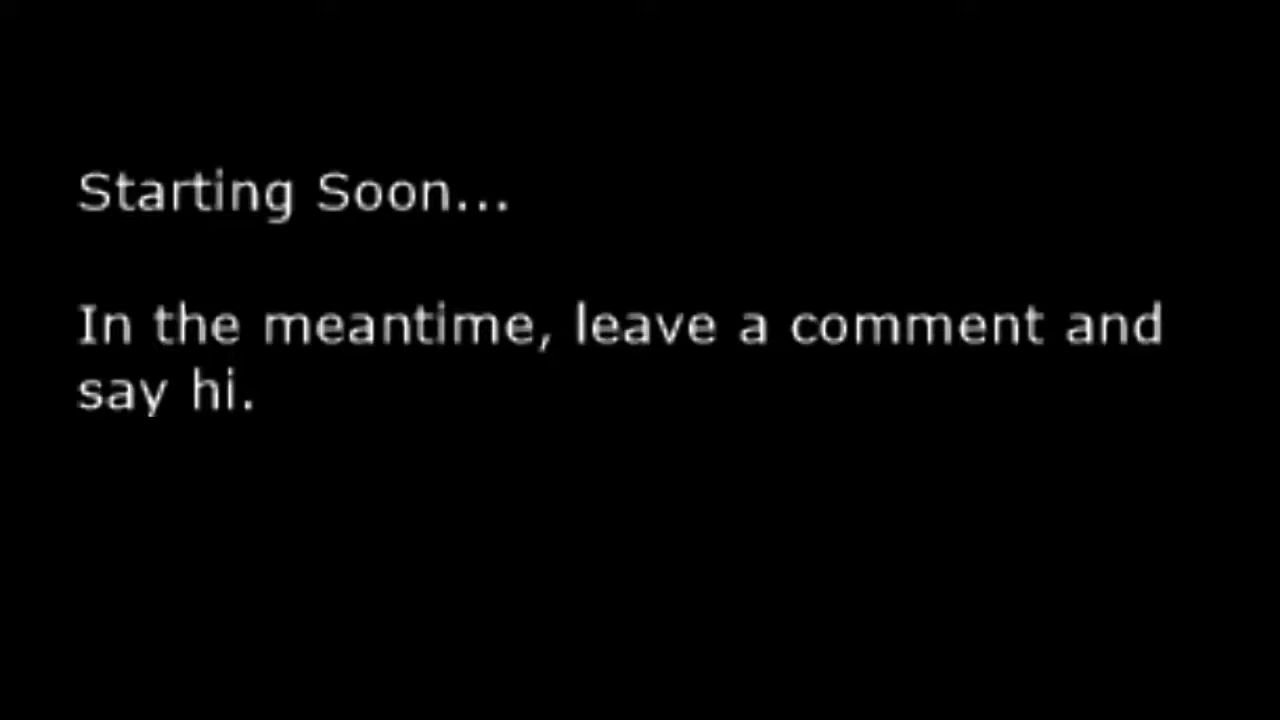 Starting Soon...
In the meantime, leave a comment and
say hi.